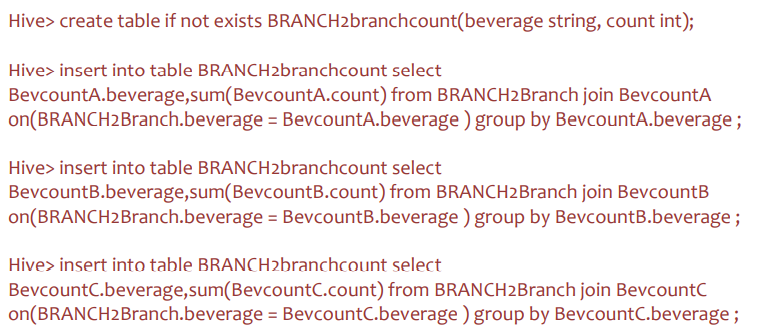 Hive> create table if not exists BRANCH2branchcount(beverage string, count int);
Hive> insert into table BRANCH2branchcount select
BevcountA.beverage,sum(BevcountA.count) from BRANCH2Branch join BevcountA
on(BRANCH2Branch.beverage = BevcountA.beverage ) group by BevcountA.beverage ;
Hive> insert into table BRANCH2branchcount select
BevcountB.beverage,sum(BevcountB.count) from BRANCH2Branch join BevcountB
on(BRANCH2Branch.beverage = BevcountB.beverage ) group by BevcountB.beverage ;
Hive> insert into table BRANCH2branchcount select
BevcountC.beverage,sum(BevcountC.count) from BRANCH2Branch join BevcountC
on(BRANCH2Branch.beverage = BevcountC.beverage ) group by BevcountC.beverage ;